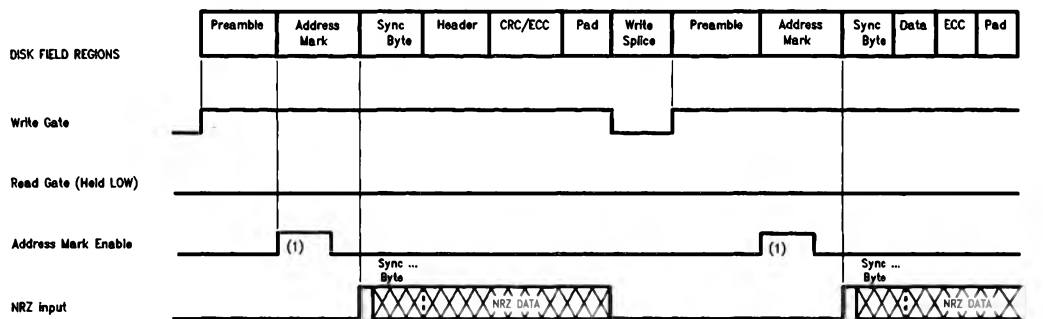 Preamble Address Mark Sync Byte Header CRC/ECC Pad Write Splice Preamble Address Mark Sync Byte Data ECC Pad
DISK FIELD REGIONS
Write Gate
Read Gate (Held LOW)
Address Mark Enable (1) (1)
Sync ... Byte Sync ... Byte
NRZ input NRZ DATA NRZ DATA